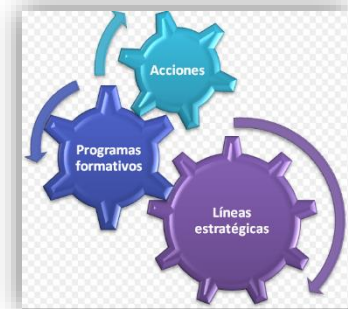 Acciones
Programas
formativos
Líneas
estratégicas